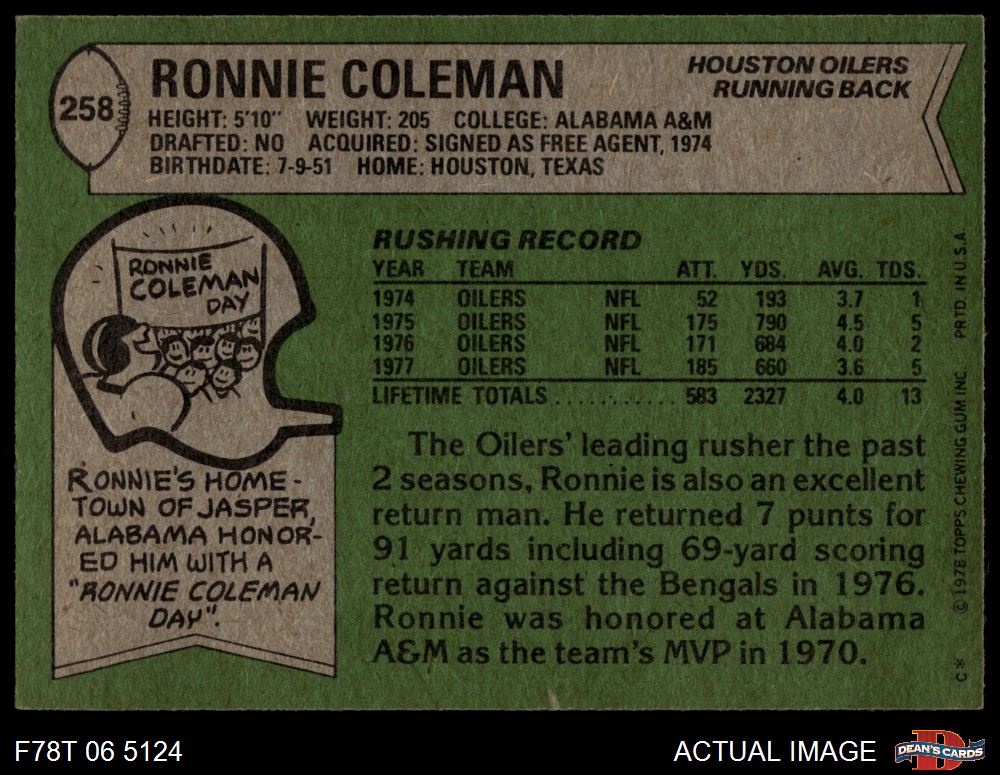 258
RONNIE COLEMAN
HOUSTON OILERS
RUNNING BACK
HEIGHT: 5'10" WEIGHT: 205 COLLEGE: ALABAMA A&M
DRAFTED: NO ACQUIRED: SIGNED AS FREE AGENT, 1974
BIRTHDATE: 7-9-51 HOME: HOUSTON, TEXAS
RONNIE
COLEMAN
DAY
RONNIE'S HOME-
TOWN OF JASPER,
ALABAMA HONOR-
ED HIM WITH A
"RONNIE COLEMAN
DAY".
RUSHING RECORD
YEAR TEAM ATT. YDS. AVG. TDS.
1974 OILERS NFL 52 193 3.7 1
1975 OILERS NFL 175 790 4.5 5
1976 OILERS NFL 171 684 4.0 2
1977 OILERS NFL 185 660 3.6 5
LIFETIME TOTALS ............ 583 2327 4.0 13
The Oilers' leading rusher the past
2 seasons, Ronnie is also an excellent
return man. He returned 7 punts for
91 yards including 69-yard scoring
return against the Bengals in 1976.
Ronnie was honored at Alabama
A&M as the team's MVP in 1970.
C* © 1978 TOPPS CHEWING GUM INC. PRTD. IN U.S.A.
F78T 06 5124
ACTUAL IMAGE
DEAN'S CARDS